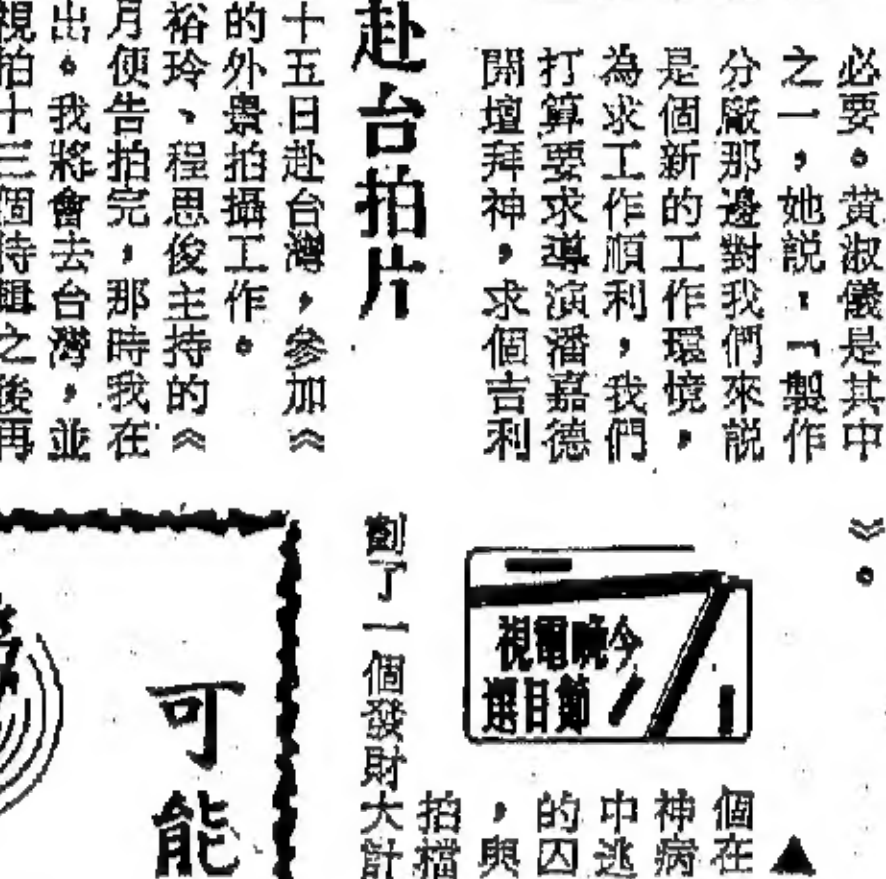 必要。黃淑儀是其中
之一,她說:「製作
分廠那邊對我們來説
是個新的工作環境,
為求工作順利,我們
打算要求導演潘嘉德
開壇拜神,求個吉利
赴台拍片
十五日赴台灣,參加《
的外景拍攝工作。
裕玲、程思俊主持的《
月便告拍完,那時我在
出。我將會去台灣,並
視拍十三個特輯之後再
》。
今晚電視
節目選
▲
個在
神病
中逃
的囚
,與
拍檔
劃了一個發財大計
可能